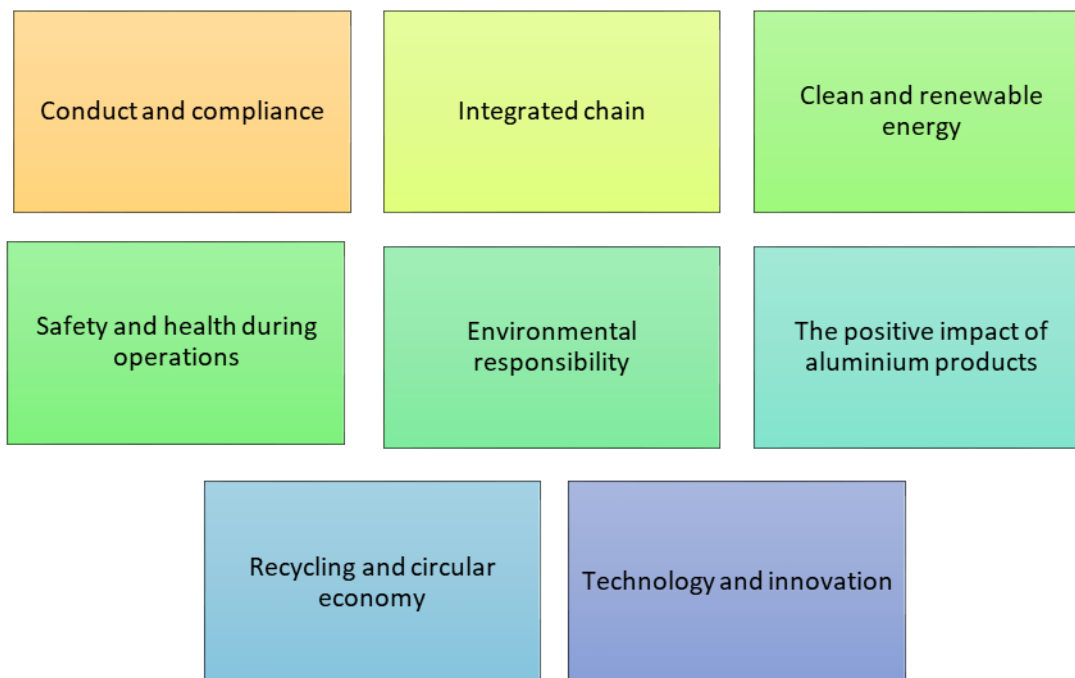 Conduct and compliance
Integrated chain
Clean and renewable
energy
Safety and health during
operations
Environmental
responsibility
The positive impact of
aluminium products
Recycling and circular
economy
Technology and innovation